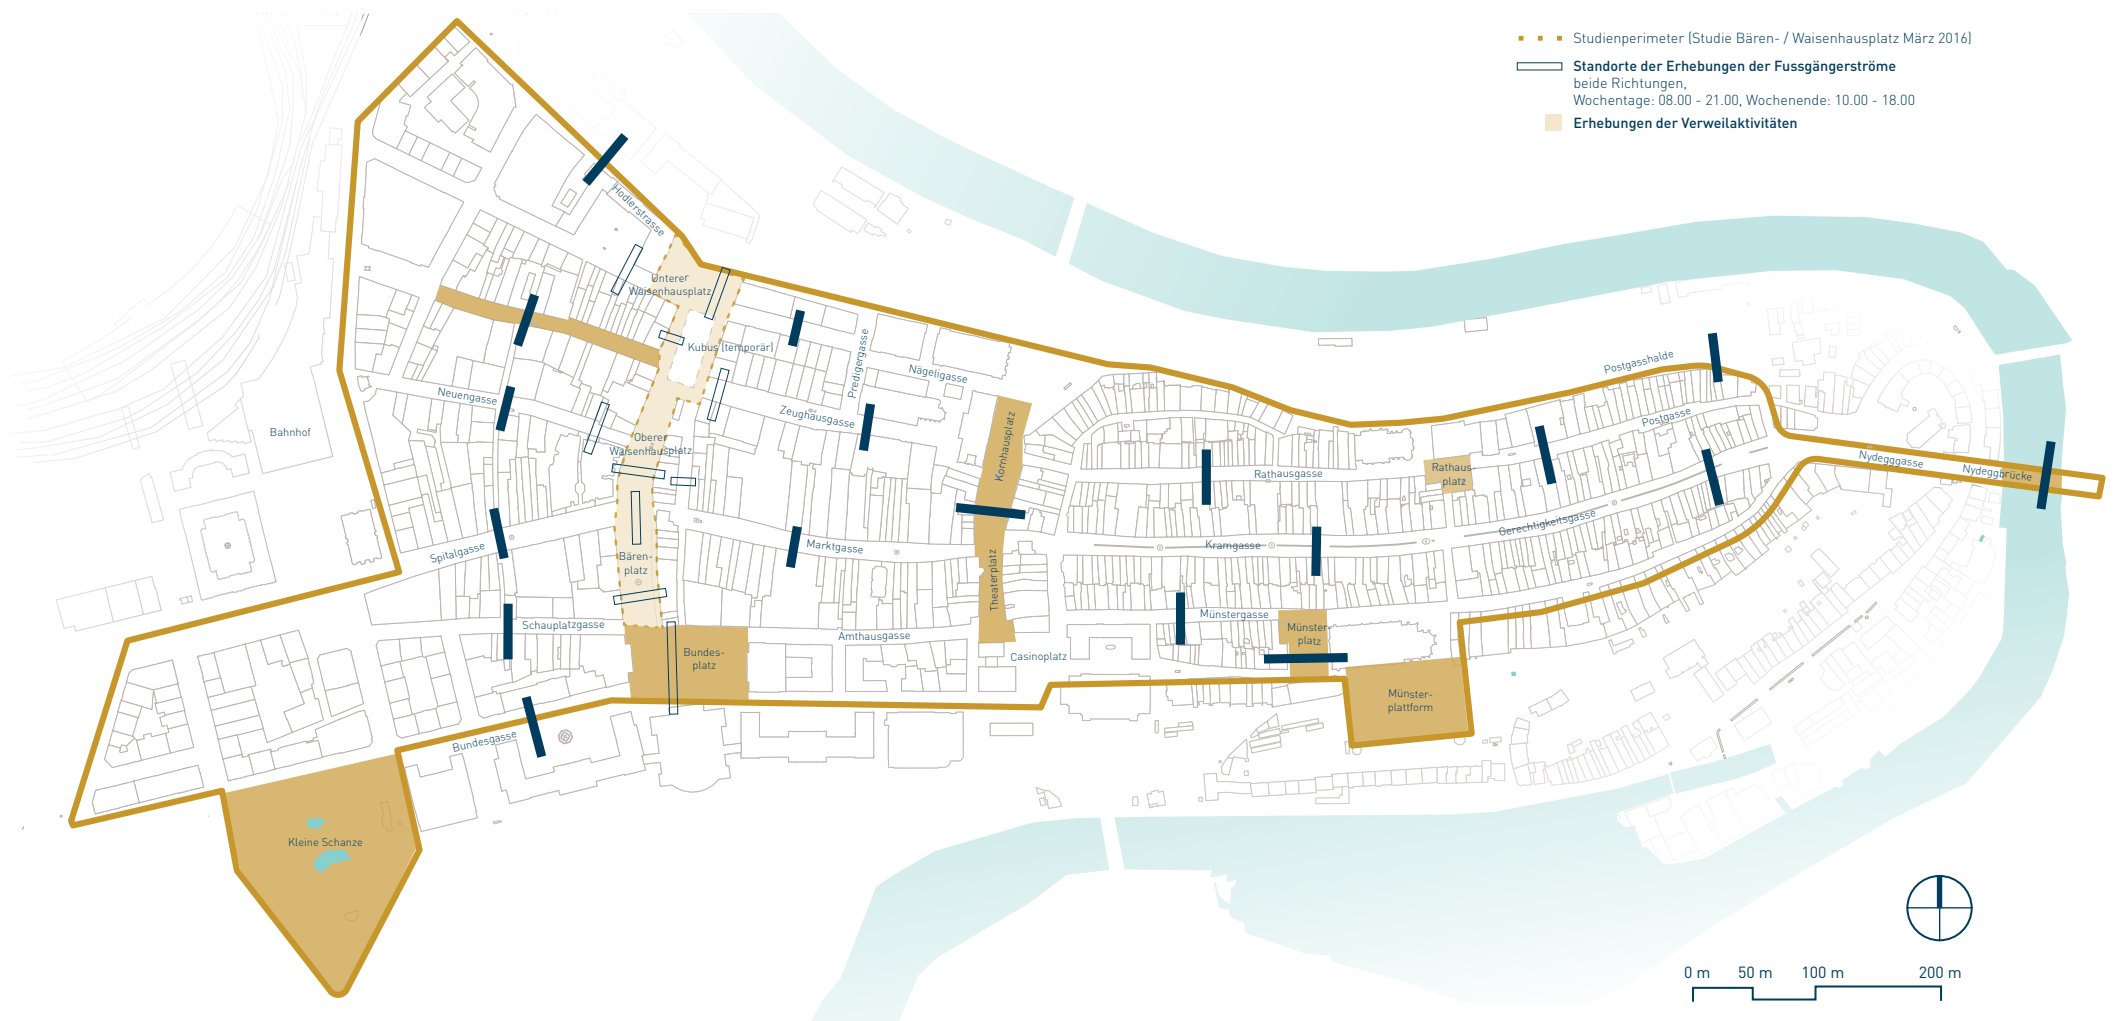 Studienperimeter (Studie Bären- / Waisenhausplatz März 2016)
Standorte der Erhebungen der Fussgängerströme
beide Richtungen,
Wochentage: 08.00 - 21.00, Wochenende: 10.00 - 18.00
Erhebungen der Verweilaktivitäten
Hodlerstrasse
Unterer
Waisenhausplatz
Kubus (temporär)
Predigergasse
Nägeligasse
Postgasshalde
Neuengasse
Zeughausgasse
Kornhausplatz
Postgasse
Bahnhof
Oberer
Waisenhausplatz
Rathausgasse
Rathaus-
platz
Nydegggasse
Nydeggbrücke
Spitalgasse
Bären-
platz
Marktgasse
Theaterplatz
Kramgasse
Gerechtigkeitsgasse
Schauplatzgasse
Amthausgasse
Münstergasse
Münster-
platz
Bundes-
platz
Casinoplatz
Münster-
plattform
Bundesgasse
Kleine Schanze
0 m
50 m
100 m
200 m